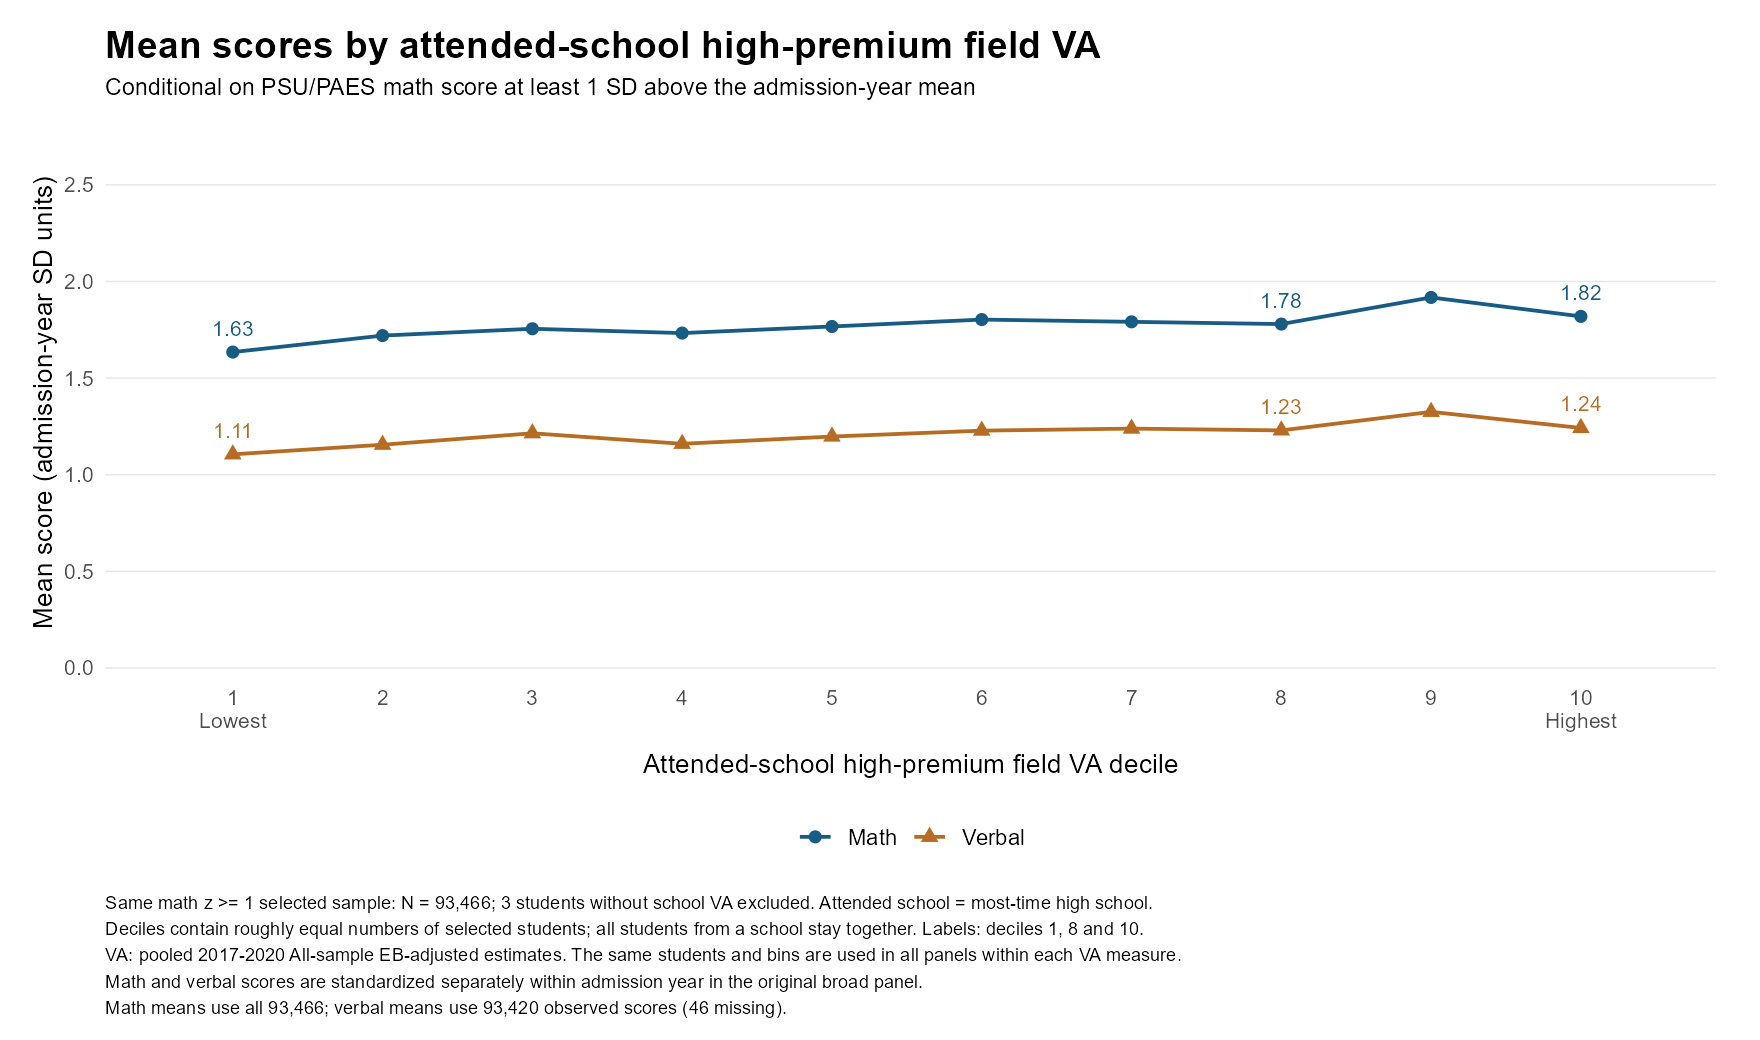 Mean scores by attended-school high-premium field VA
Conditional on PSU/PAES math score at least 1 SD above the admission-year mean
Mean score (admission-year SD units)
2.5
2.0
1.5
1.0
0.5
0.0
1.63
1.78
1.82
1.11
1.23
1.24
1 2 3 4 5 6 7 8 9 10
Lowest Highest
Attended-school high-premium field VA decile
Math Verbal
Same math z >= 1 selected sample: N = 93,466; 3 students without school VA excluded. Attended school = most-time high school.
Deciles contain roughly equal numbers of selected students; all students from a school stay together. Labels: deciles 1, 8 and 10.
VA: pooled 2017-2020 All-sample EB-adjusted estimates. The same students and bins are used in all panels within each VA measure.
Math and verbal scores are standardized separately within admission year in the original broad panel.
Math means use all 93,466; verbal means use 93,420 observed scores (46 missing).